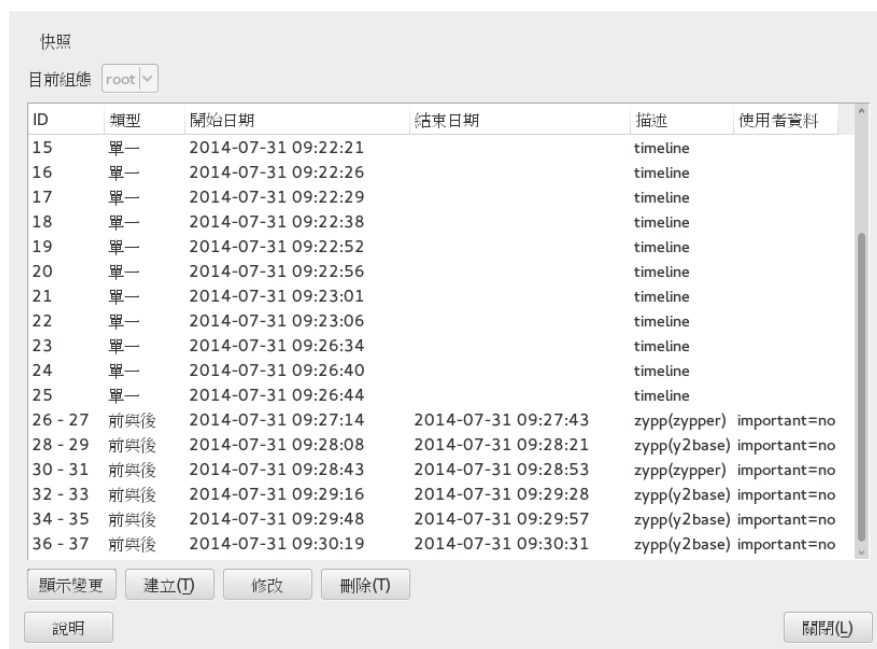 快照
目前組態 root
ID 類型 開始日期 結束日期 描述 使用者資料
15 單一 2014-07-31 09:22:21 timeline
16 單一 2014-07-31 09:22:26 timeline
17 單一 2014-07-31 09:22:29 timeline
18 單一 2014-07-31 09:22:38 timeline
19 單一 2014-07-31 09:22:52 timeline
20 單一 2014-07-31 09:22:56 timeline
21 單一 2014-07-31 09:23:01 timeline
22 單一 2014-07-31 09:23:06 timeline
23 單一 2014-07-31 09:26:34 timeline
24 單一 2014-07-31 09:26:40 timeline
25 單一 2014-07-31 09:26:44 timeline
26 - 27 前與後 2014-07-31 09:27:14 2014-07-31 09:27:43 zypp(zypper) important=no
28 - 29 前與後 2014-07-31 09:28:08 2014-07-31 09:28:21 zypp(y2base) important=no
30 - 31 前與後 2014-07-31 09:28:43 2014-07-31 09:28:53 zypp(zypper) important=no
32 - 33 前與後 2014-07-31 09:29:16 2014-07-31 09:29:28 zypp(y2base) important=no
34 - 35 前與後 2014-07-31 09:29:48 2014-07-31 09:29:57 zypp(y2base) important=no
36 - 37 前與後 2014-07-31 09:30:19 2014-07-31 09:30:31 zypp(y2base) important=no
顯示變更 建立(T) 修改 刪除(T)
說明 關閉(L)